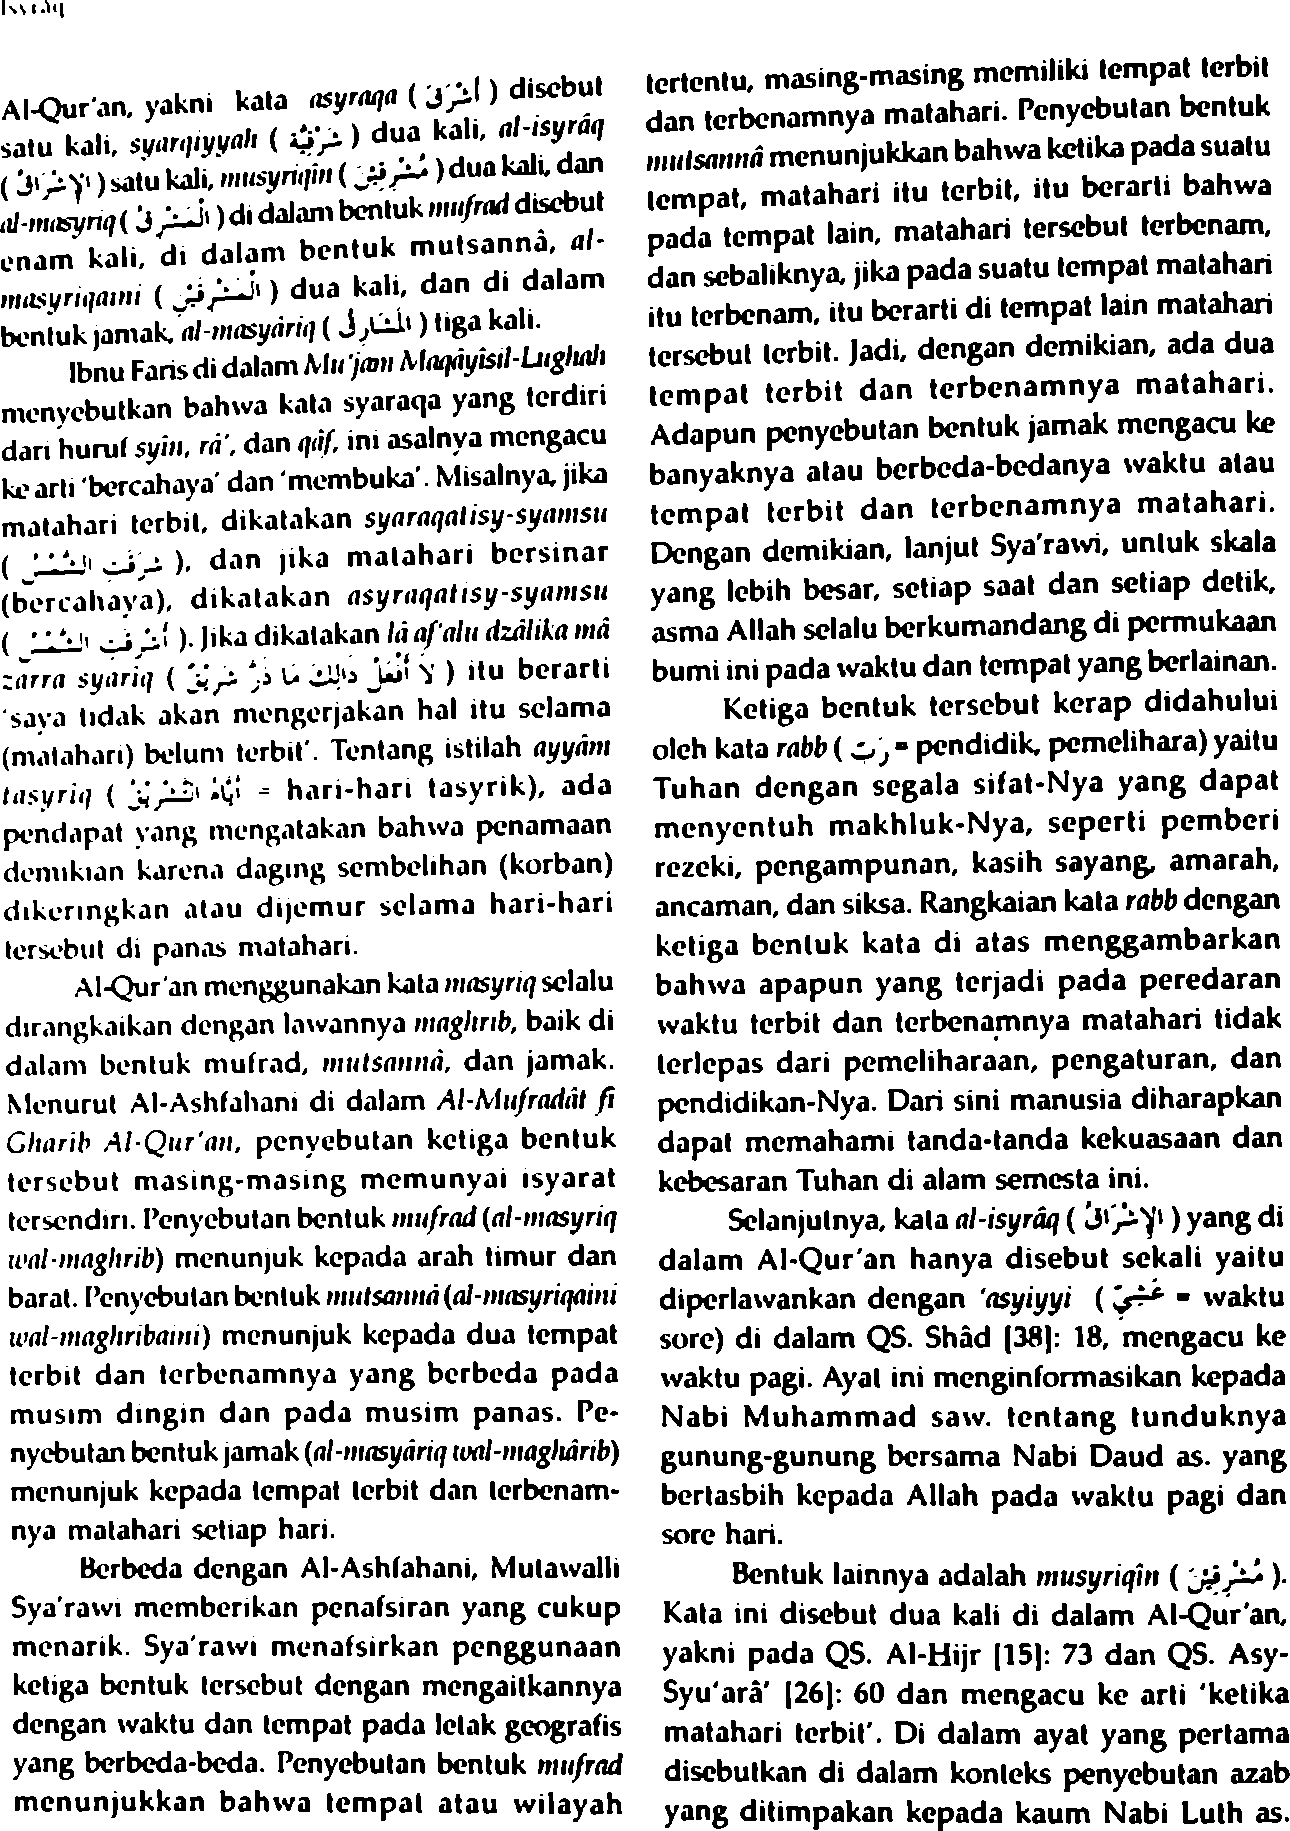 Isyrâq
Al-Qur'an, yakni kata asyraqa ( أَشْرَقَ ) disebut
satu kali, syarqiyyah ( شَرْقِيَّة ) dua kali, al-isyrâq
( الْإِشْرَاقُ ) satu kali, musyriqîn ( مُشْرِقِيْنَ ) dua kali, dan
al-masyriq ( الْمَشْرِقُ ) di dalam bentuk mufrad disebut
enam kali, di dalam bentuk mutsannâ, al-
masyriqaini ( الْمَشْرِقَيْنِ ) dua kali, dan di dalam
bentuk jamak, al-masyâriq ( الْمَشَارِقُ ) tiga kali.
Ibnu Faris di dalam Mu'jam Maqâyîsil-Lughah
menyebutkan bahwa kata syaraqa yang terdiri
dari huruf syîn, râ', dan qâf, ini asalnya mengacu
ke arti 'bercahaya' dan 'membuka'. Misalnya, jika
matahari terbit, dikatakan syaraqatisy-syamsu
( شَرَقَتِ الشَّمْسُ ), dan jika matahari bersinar
(bercahaya), dikatakan asyraqatisy-syamsu
( أَشْرَقَتِ الشَّمْسُ ). Jika dikatakan lâ af'alu dzâlika mâ
zarra syâriq ( لَا أَفْعَلُ ذَالِكَ مَا ذَرَّ شَرِيْقٌ ) itu berarti
'saya tidak akan mengerjakan hal itu selama
(matahari) belum terbit'. Tentang istilah ayyâm
tasyriq ( أَيَّامُ التَّشْرِيْقِ = hari-hari tasyrik), ada
pendapat yang mengatakan bahwa penamaan
demikian karena daging sembelihan (korban)
dikeringkan atau dijemur selama hari-hari
tersebut di panas matahari.
Al-Qur'an menggunakan kata masyriq selalu
dirangkaikan dengan lawannya maghrib, baik di
dalam bentuk mufrad, mutsannâ, dan jamak.
Menurut Al-Ashfahani di dalam Al-Mufradât fî
Gharib Al-Qur'an, penyebutan ketiga bentuk
tersebut masing-masing memunyai isyarat
tersendiri. Penyebutan bentuk mufrad (al-masyriq
wal-maghrib) menunjuk kepada arah timur dan
barat. Penyebutan bentuk mutsannâ (al-masyriqaini
wal-maghribaini) menunjuk kepada dua tempat
terbit dan terbenamnya yang berbeda pada
musim dingin dan pada musim panas. Pe-
nyebutan bentuk jamak (al-masyâriq wal-maghârib)
menunjuk kepada tempat terbit dan terbenam-
nya matahari setiap hari.
Berbeda dengan Al-Ashfahani, Mutawalli
Sya'rawi memberikan penafsiran yang cukup
menarik. Sya'rawi menafsirkan penggunaan
ketiga bentuk tersebut dengan mengaitkannya
dengan waktu dan tempat pada letak geografis
yang berbeda-beda. Penyebutan bentuk mufrad
menunjukkan bahwa tempat atau wilayah
tertentu, masing-masing memiliki tempat terbit
dan terbenamnya matahari. Penyebutan bentuk
mutsannâ menunjukkan bahwa ketika pada suatu
tempat, matahari itu terbit, itu berarti bahwa
pada tempat lain, matahari tersebut terbenam,
dan sebaliknya, jika pada suatu tempat matahari
itu terbenam, itu berarti di tempat lain matahari
tersebut terbit. Jadi, dengan demikian, ada dua
tempat terbit dan terbenamnya matahari.
Adapun penyebutan bentuk jamak mengacu ke
banyaknya atau berbeda-bedanya waktu atau
tempat terbit dan terbenamnya matahari.
Dengan demikian, lanjut Sya'rawi, untuk skala
yang lebih besar, setiap saat dan setiap detik,
asma Allah selalu berkumandang di permukaan
bumi ini pada waktu dan tempat yang berlainan.
Ketiga bentuk tersebut kerap didahului
oleh kata rabb ( رَبّ = pendidik, pemelihara) yaitu
Tuhan dengan segala sifat-Nya yang dapat
menyentuh makhluk-Nya, seperti pemberi
rezeki, pengampunan, kasih sayang, amarah,
ancaman, dan siksa. Rangkaian kata rabb dengan
ketiga bentuk kata di atas menggambarkan
bahwa apapun yang terjadi pada peredaran
waktu terbit dan terbenamnya matahari tidak
terlepas dari pemeliharaan, pengaturan, dan
pendidikan-Nya. Dari sini manusia diharapkan
dapat memahami tanda-tanda kekuasaan dan
kebesaran Tuhan di alam semesta ini.
Selanjutnya, kata al-isyrâq ( الْإِشْرَاقُ ) yang di
dalam Al-Qur'an hanya disebut sekali yaitu
diperlawankan dengan 'asyiyyi ( عَشِيِّ = waktu
sore) di dalam QS. Shâd [38]: 18, mengacu ke
waktu pagi. Ayat ini menginformasikan kepada
Nabi Muhammad saw. tentang tunduknya
gunung-gunung bersama Nabi Daud as. yang
bertasbih kepada Allah pada waktu pagi dan
sore hari.
Bentuk lainnya adalah musyriqîn ( مُشْرِقِيْنَ ).
Kata ini disebut dua kali di dalam Al-Qur'an,
yakni pada QS. Al-Hijr [15]: 73 dan QS. Asy-
Syu'arâ' [26]: 60 dan mengacu ke arti 'ketika
matahari terbit'. Di dalam ayat yang pertama
disebutkan di dalam konteks penyebutan azab
yang ditimpakan kepada kaum Nabi Luth as.